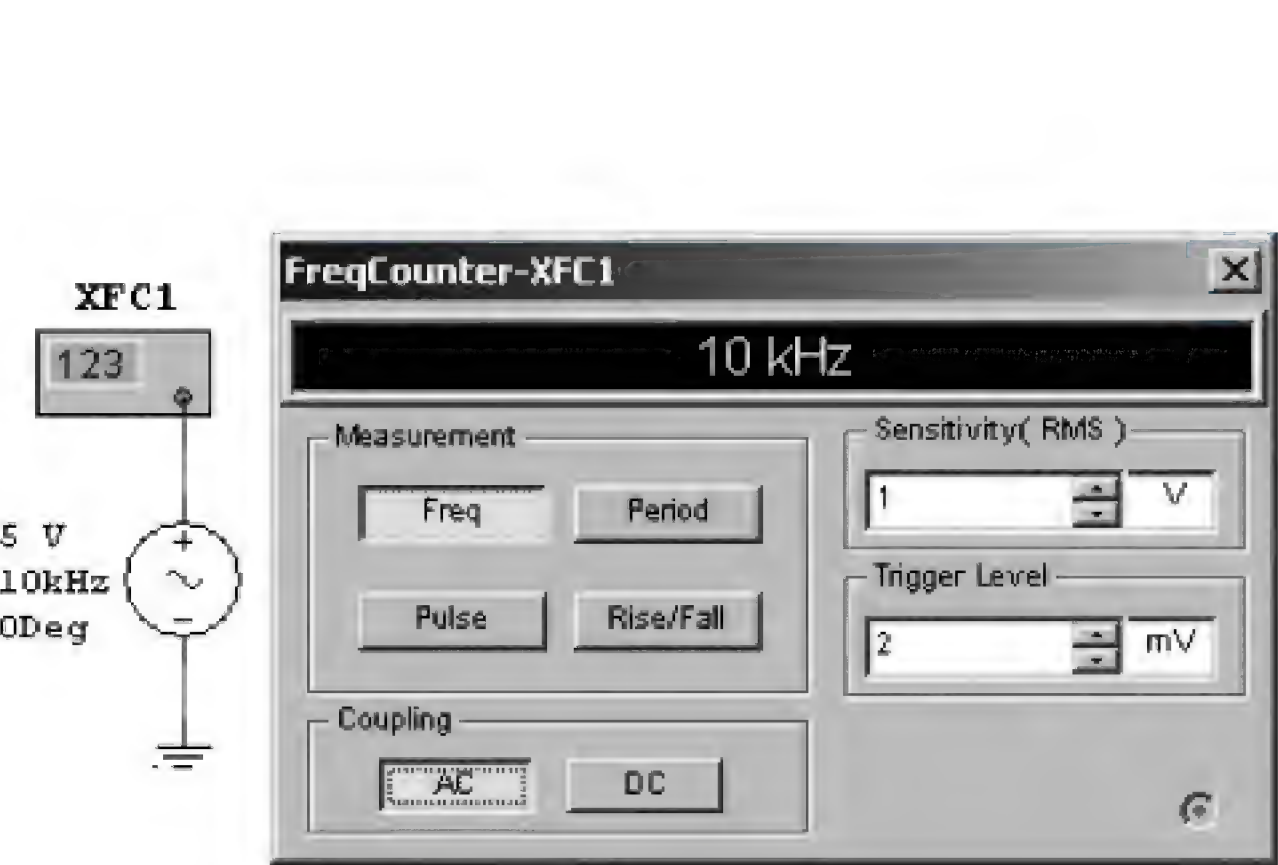 XFC1
123
5 V
10kHz
0Deg
FreqCounter-XFC1
10 kHz
Measurement
Freq
Period
Pulse
Rise/Fall
Coupling
AC
DC
Sensitivity( RMS )
1
V
Trigger Level
2
mV